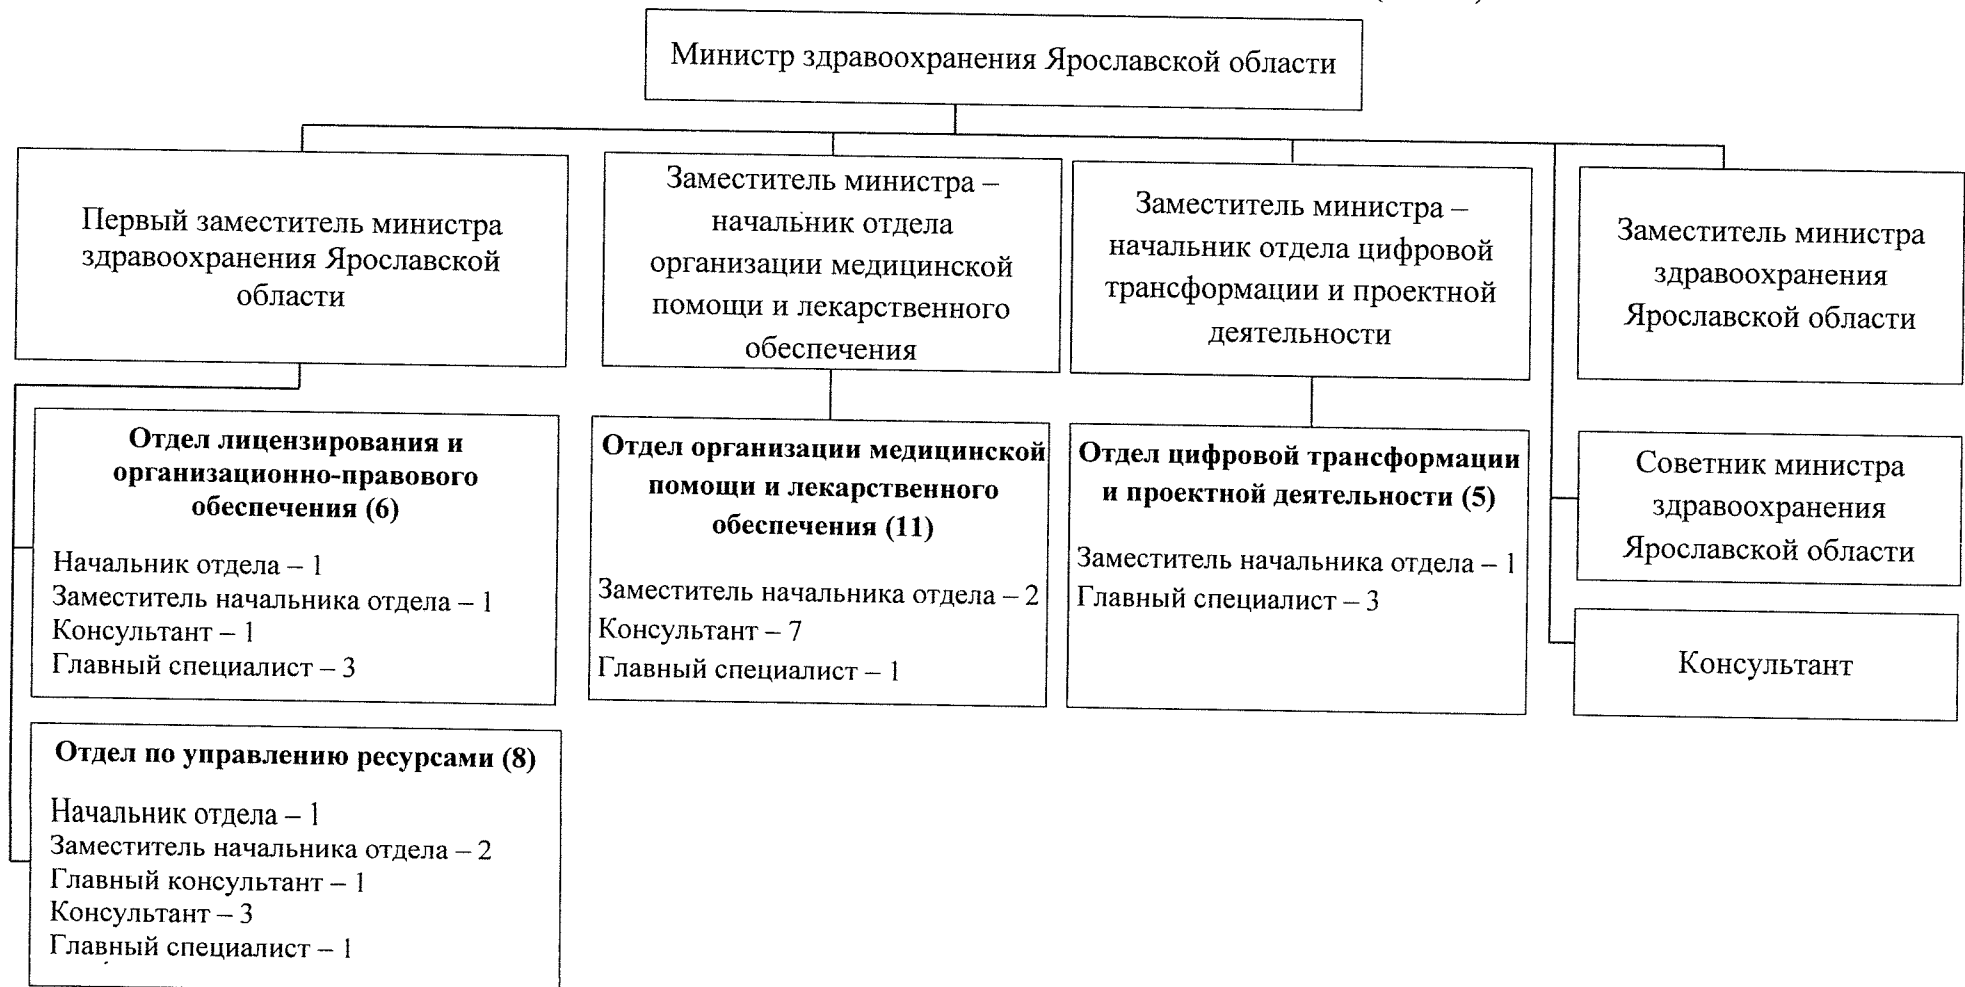 Министр здравоохранения Ярославской области
Первый заместитель министра
здравоохранения Ярославской
области
Заместитель министра –
начальник отдела
организации медицинской
помощи и лекарственного
обеспечения
Заместитель министра –
начальник отдела цифровой
трансформации и проектной
деятельности
Заместитель министра
здравоохранения
Ярославской области
Отдел лицензирования и
организационно-правового
обеспечения (6)
Начальник отдела – 1
Заместитель начальника отдела – 1
Консультант – 1
Главный специалист – 3
Отдел организации медицинской
помощи и лекарственного
обеспечения (11)
Заместитель начальника отдела – 2
Консультант – 7
Главный специалист – 1
Отдел цифровой трансформации
и проектной деятельности (5)
Заместитель начальника отдела – 1
Главный специалист – 3
Советник министра
здравоохранения
Ярославской области
Консультант
Отдел по управлению ресурсами (8)
Начальник отдела – 1
Заместитель начальника отдела – 2
Главный консультант – 1
Консультант – 3
Главный специалист – 1